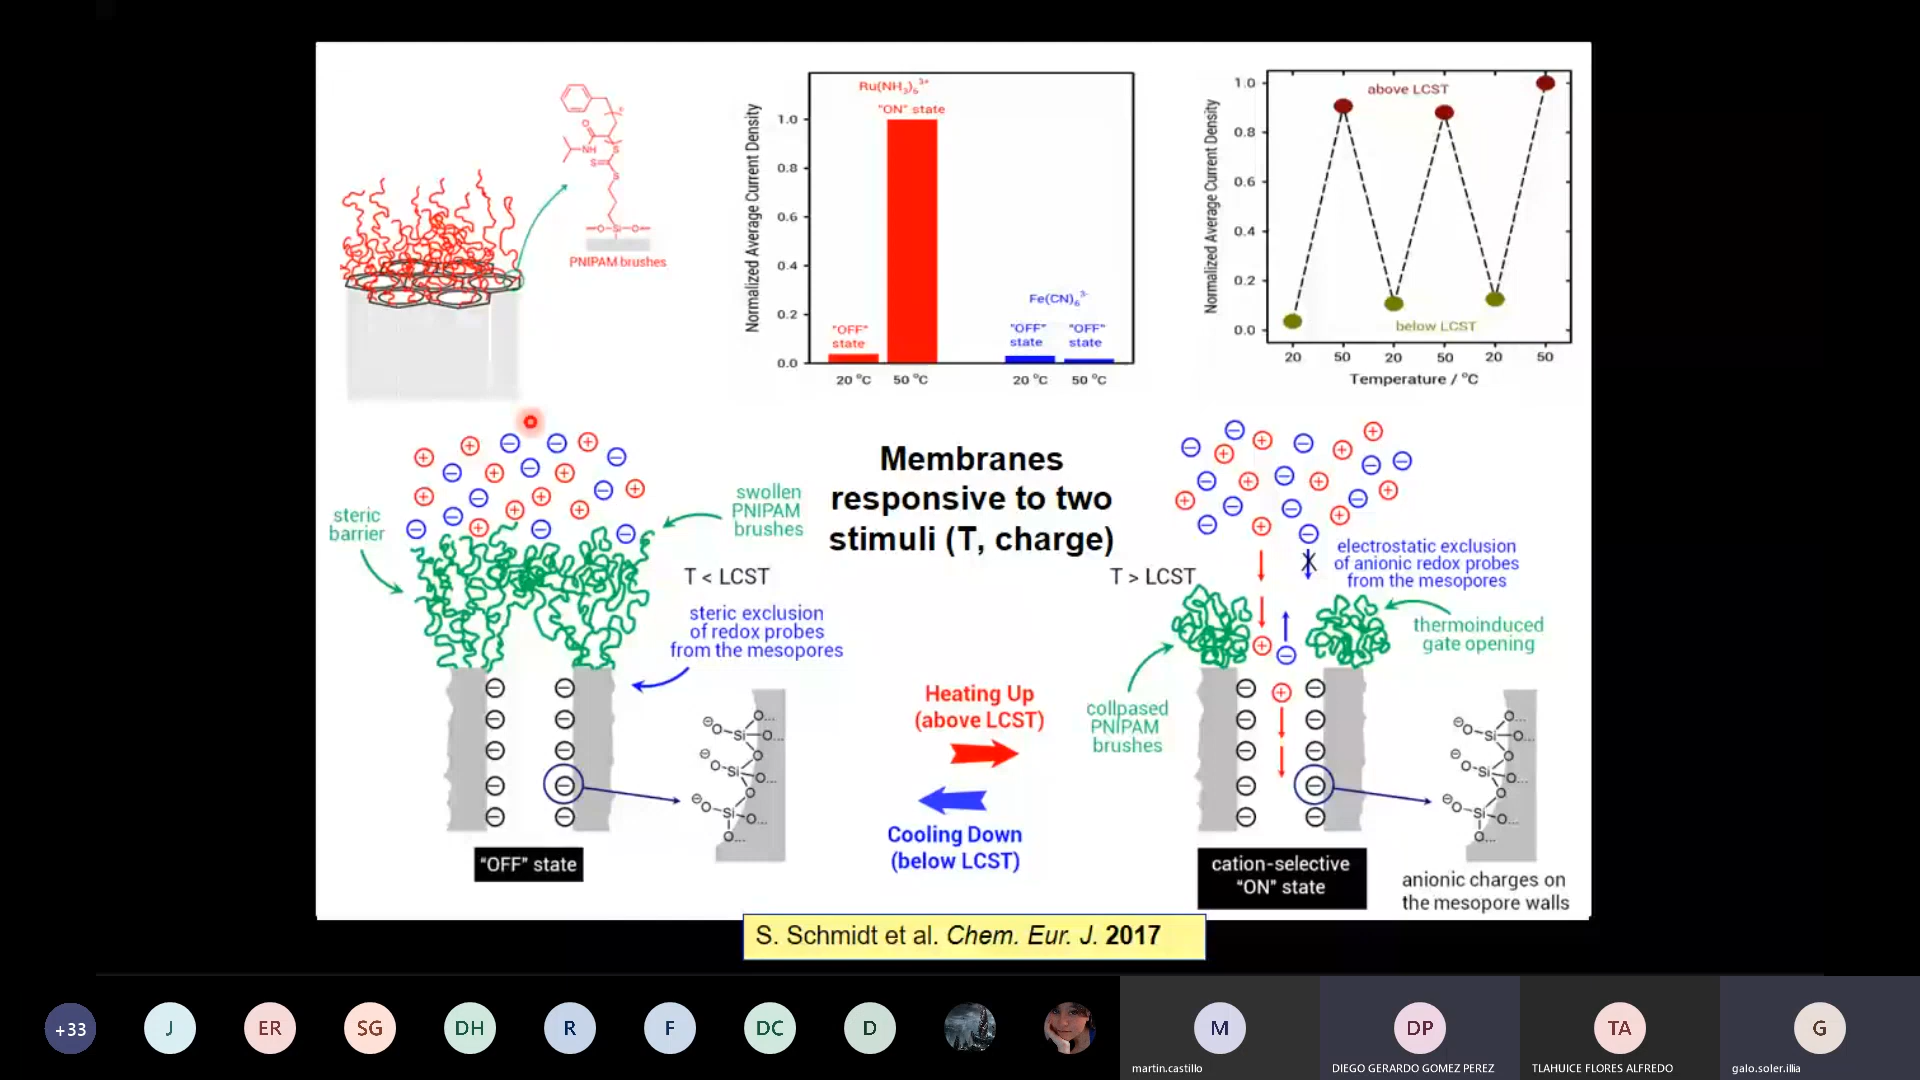 PNIPAM brushes
n
O
NH
S
S
S
O
Si
O
Normalized Average Current Density
1.0
0.8
0.6
0.4
0.2
0.0
Ru(NH3)6 3+
"ON" state
"OFF"
state
Fe(CN)6 3-
"OFF"
state
"OFF"
state
20 °C
50 °C
20 °C
50 °C
Normalized Average Current Density
1.0
0.8
0.6
0.4
0.2
0.0
above LCST
below LCST
20
50
20
50
20
50
Temperature / °C
Membranes
responsive to two
stimuli (T, charge)
steric
barrier
swollen
PNIPAM
brushes
T < LCST
steric exclusion
of redox probes
from the mesopores
"OFF" state
Heating Up
(above LCST)
Cooling Down
(below LCST)
T > LCST
electrostatic exclusion
of anionic redox probes
from the mesopores
thermoinduced
gate opening
collpased
PNIPAM
brushes
cation-selective
"ON" state
anionic charges on
the mesopore walls
S. Schmidt et al. Chem. Eur. J. 2017
+33
J
ER
SG
DH
R
F
DC
D
M
martin.castillo
DP
DIEGO GERARDO GOMEZ PEREZ
TA
TLAHUICE FLORES ALFREDO
G
galo.soler.illia